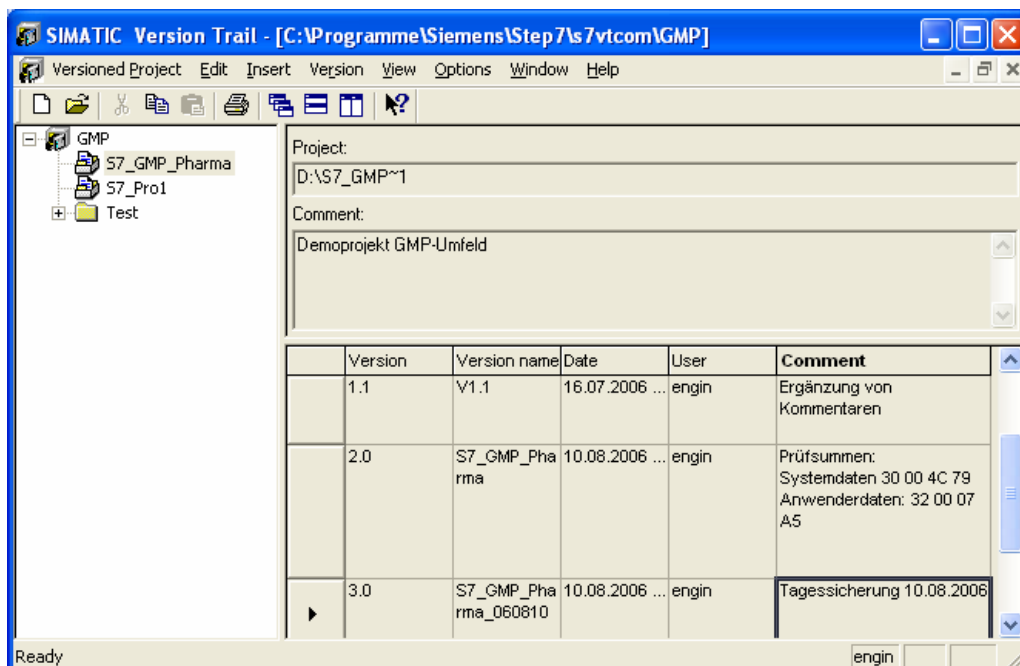 SIMATIC Version Trail - [C:\Programme\Siemens\Step7\s7vtcom\GMP]
Versioned Project Edit Insert Version View Options Window Help
GMP
S7_GMP_Pharma
S7_Pro1
Test
Project:
D:\S7_GMP~1
Comment:
Demoprojekt GMP-Umfeld
Version Version name Date User Comment
1.1 V1.1 16.07.2006 ... engin Ergänzung von
Kommentaren
2.0 S7_GMP_Pha 10.08.2006 ... engin Prüfsummen:
rma Systemdaten 30 00 4C 79
Anwenderdaten: 32 00 07
A5
3.0 S7_GMP_Pha 10.08.2006 ... engin Tagessicherung 10.08.2006
rma_060810
Ready engin